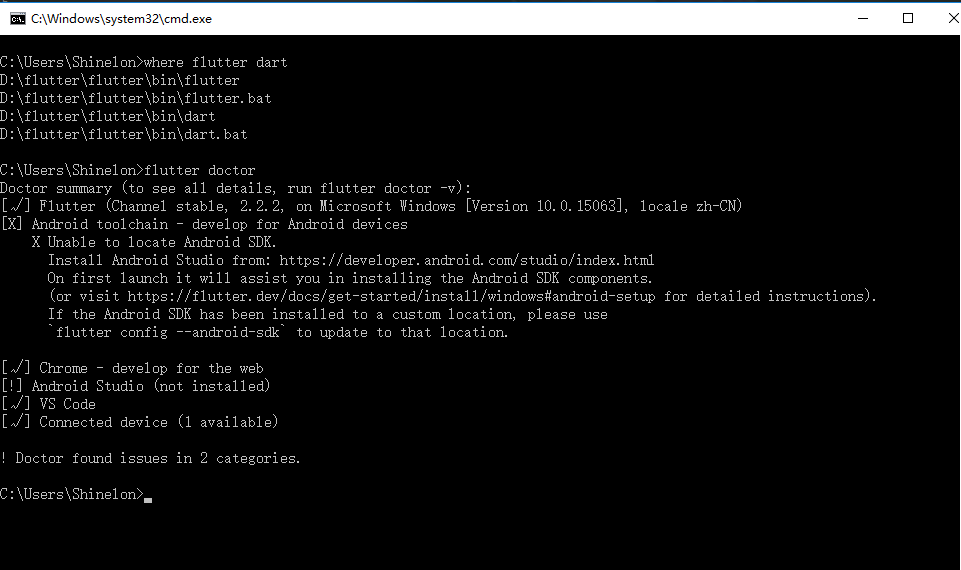 C:\Windows\system32\cmd.exe
C:\Users\Shinelon>where flutter dart
D:\flutter\flutter\bin\flutter
D:\flutter\flutter\bin\flutter.bat
D:\flutter\flutter\bin\dart
D:\flutter\flutter\bin\dart.bat
C:\Users\Shinelon>flutter doctor
Doctor summary (to see all details, run flutter doctor -v):
[√] Flutter (Channel stable, 2.2.2, on Microsoft Windows [Version 10.0.15063], locale zh-CN)
[X] Android toolchain - develop for Android devices
X Unable to locate Android SDK.
Install Android Studio from: https://developer.android.com/studio/index.html
On first launch it will assist you in installing the Android SDK components.
(or visit https://flutter.dev/docs/get-started/install/windows#android-setup for detailed instructions).
If the Android SDK has been installed to a custom location, please use
`flutter config --android-sdk` to update to that location.
[√] Chrome - develop for the web
[!] Android Studio (not installed)
[√] VS Code
[√] Connected device (1 available)
! Doctor found issues in 2 categories.
C:\Users\Shinelon>